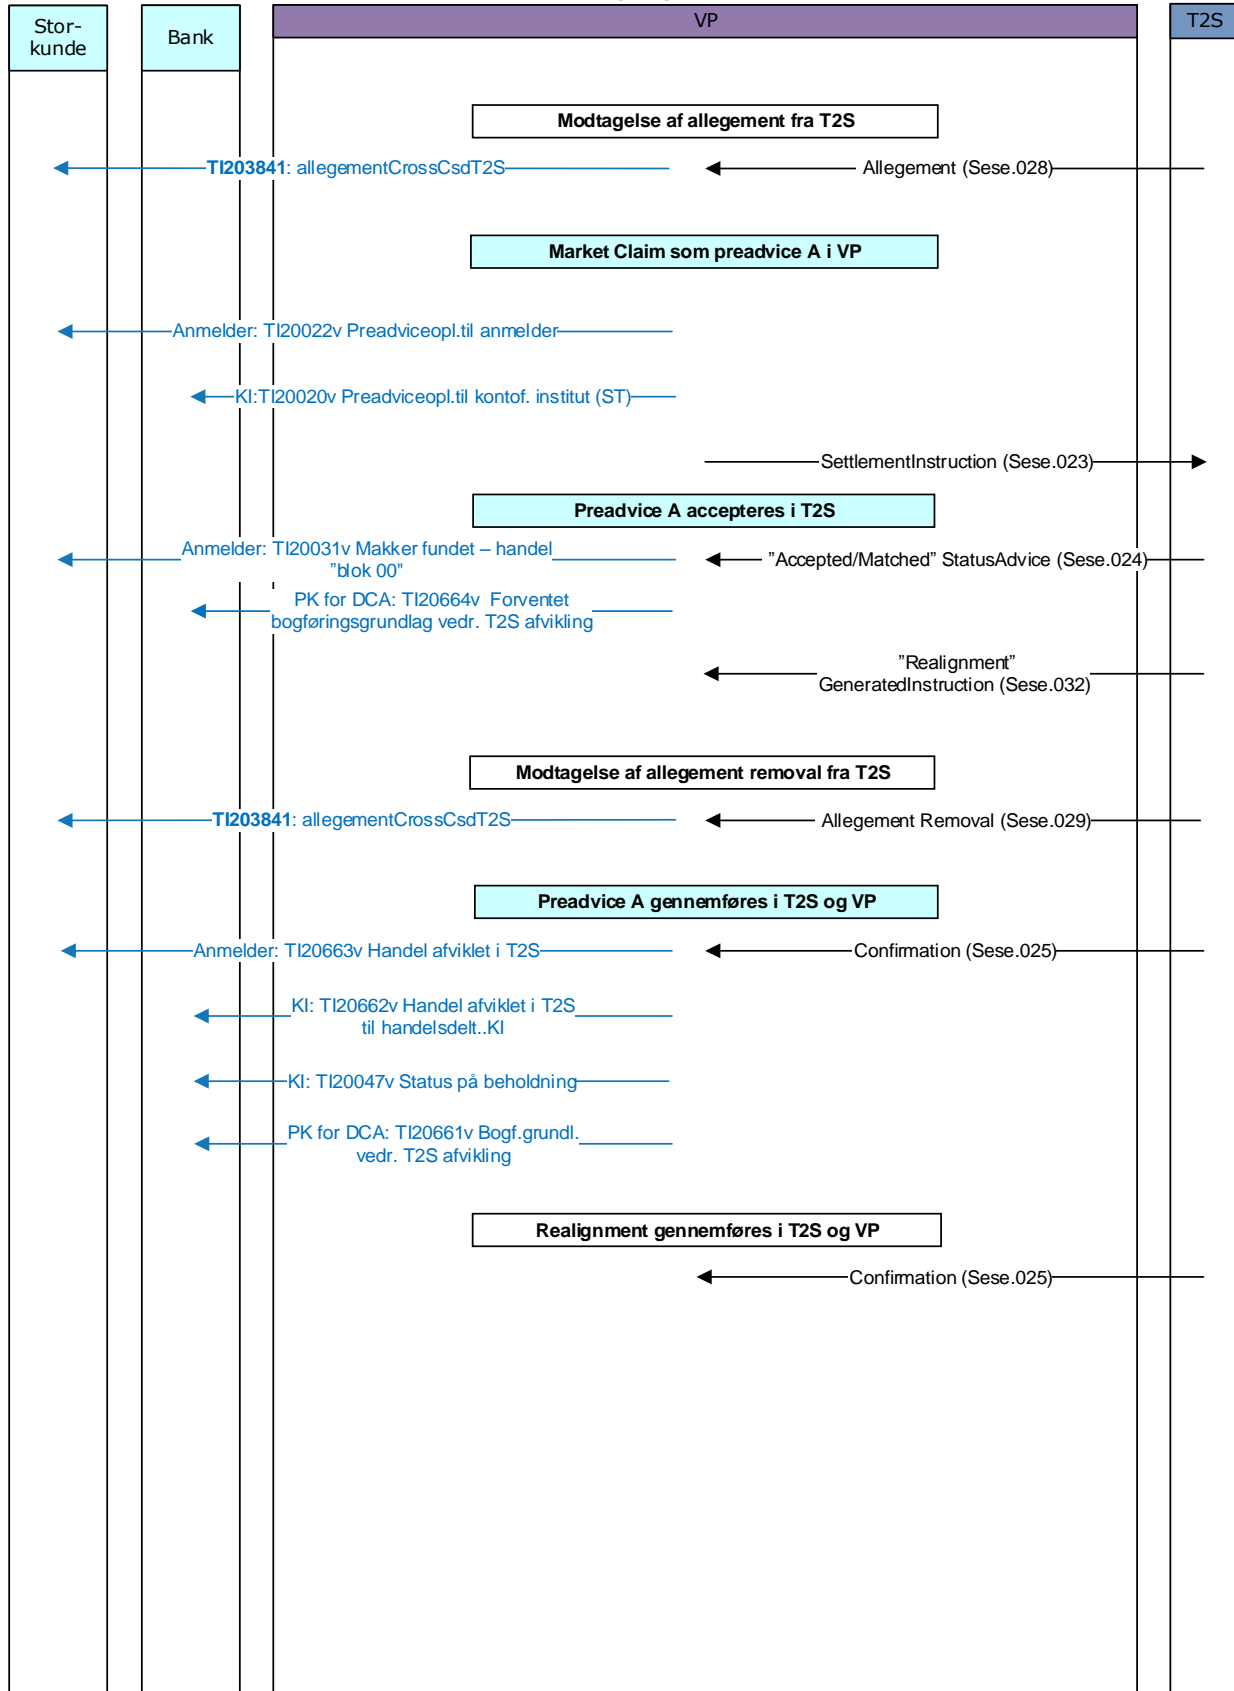 Stor-
kunde
Bank
VP
T2S
Modtagelse af allegement fra T2S
TI203841: allegementCrossCsdT2S
Allegement (Sese.028)
Market Claim som preadvice A i VP
Anmelder: TI20022v Preadviceopl.til anmelder
KI:TI20020v Preadviceopl.til kontof. institut (ST)
SettlementInstruction (Sese.023)
Preadvice A accepteres i T2S
Anmelder: TI20031v Makker fundet – handel
"blok 00"
"Accepted/Matched" StatusAdvice (Sese.024)
PK for DCA: TI20664v  Forventet
bogføringsgrundlag vedr. T2S afvikling
"Realignment"
GeneratedInstruction (Sese.032)
Modtagelse af allegement removal fra T2S
TI203841: allegementCrossCsdT2S
Allegement Removal (Sese.029)
Preadvice A gennemføres i T2S og VP
Anmelder: TI20663v Handel afviklet i T2S
Confirmation (Sese.025)
KI: TI20662v Handel afviklet i T2S
til handelsdelt..KI
KI: TI20047v Status på beholdning
PK for DCA: TI20661v Bogf.grundl.
vedr. T2S afvikling
Realignment gennemføres i T2S og VP
Confirmation (Sese.025)